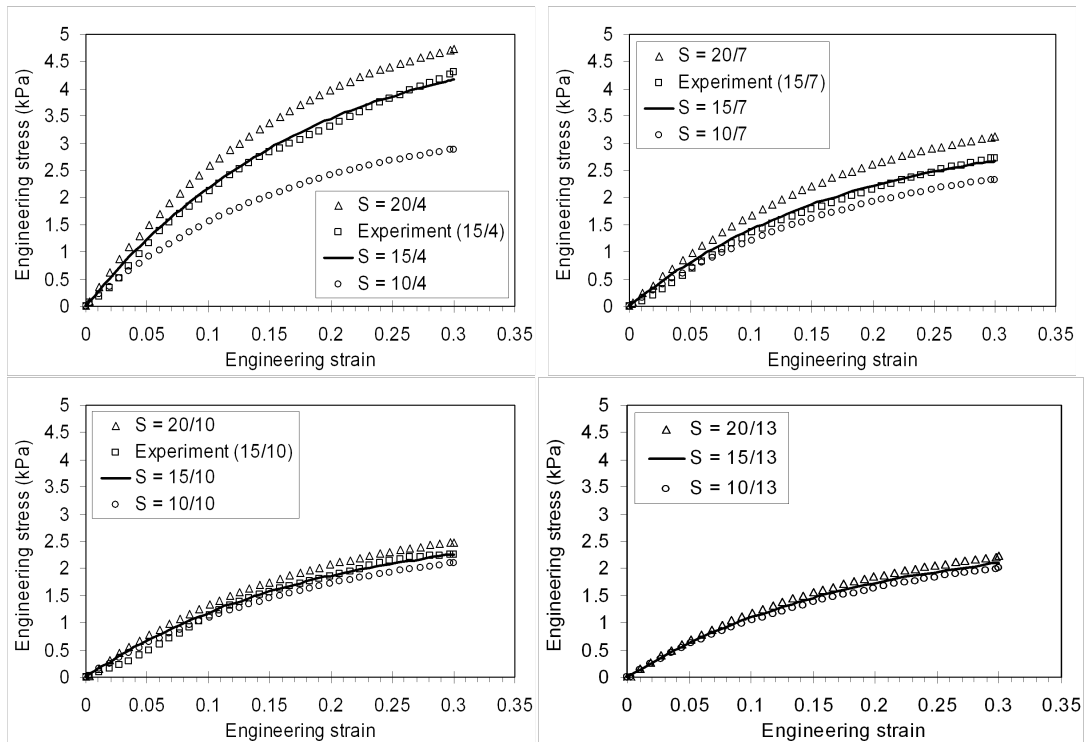 5
4.5
4
3.5
3
2.5
2
1.5
1
0.5
0
Engineering stress (kPa)
S = 20/4
Experiment (15/4)
S = 15/4
S = 10/4
0 0.05 0.1 0.15 0.2 0.25 0.3 0.35
Engineering strain
5
4.5
4
3.5
3
2.5
2
1.5
1
0.5
0
Engineering stress (kPa)
S = 20/7
Experiment (15/7)
S = 15/7
S = 10/7
0 0.05 0.1 0.15 0.2 0.25 0.3 0.35
Engineering strain
5
4.5
4
3.5
3
2.5
2
1.5
1
0.5
0
Engineering stress (kPa)
S = 20/10
Experiment (15/10)
S = 15/10
S = 10/10
0 0.05 0.1 0.15 0.2 0.25 0.3 0.35
Engineering strain
5
4.5
4
3.5
3
2.5
2
1.5
1
0.5
0
Engineering stress (kPa)
S = 20/13
S = 15/13
S = 10/13
0 0.05 0.1 0.15 0.2 0.25 0.3 0.35
Engineering strain